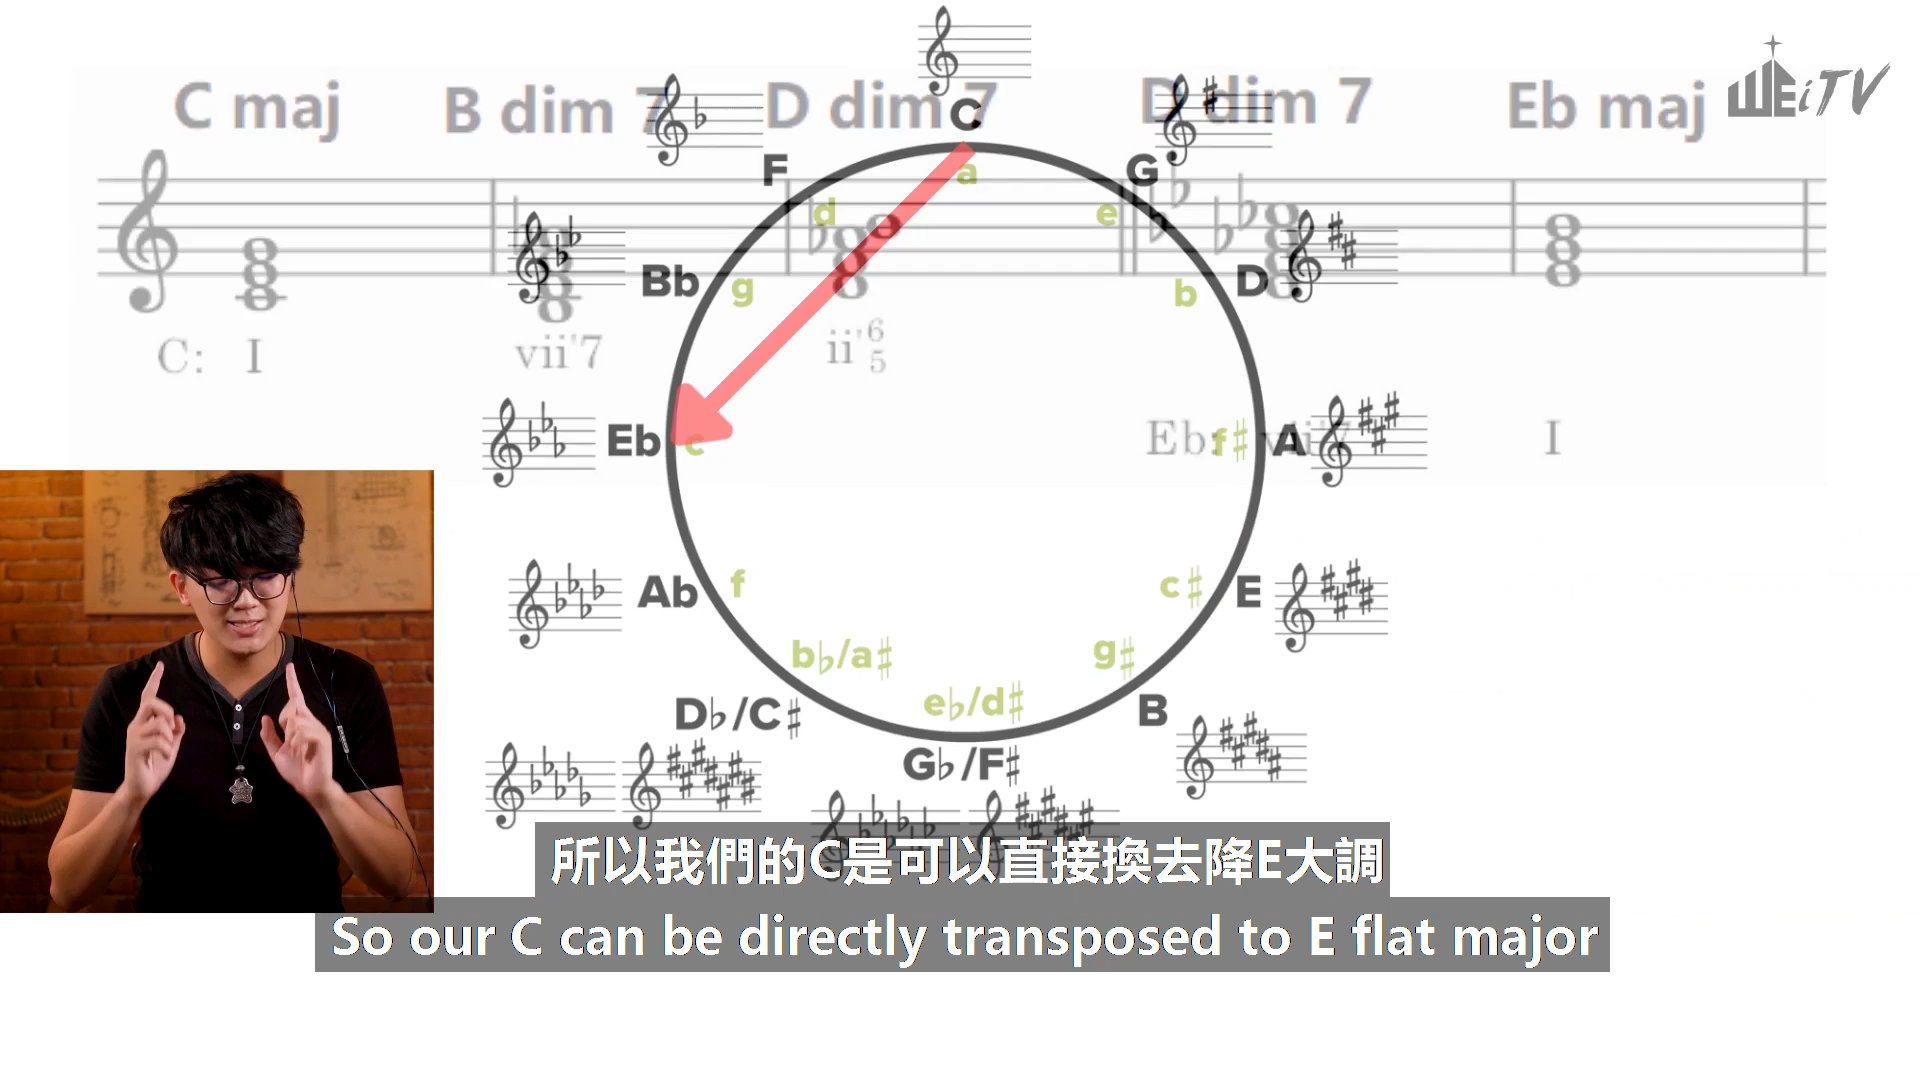 C maj
B dim 7
D dim 7
D dim 7
Eb maj
WEiTV
C
F
G
a
d
e
Bb
g
b
D
C: I
vii'7
ii'6
5
Eb
c
Eb:
f♯
A
I
Ab
f
c♯
E
b♭/a♯
g♯
D♭/C♯
e♭/d♯
B
G♭/F♯
所以我們的C是可以直接換去降E大調
So our C can be directly transposed to E flat major